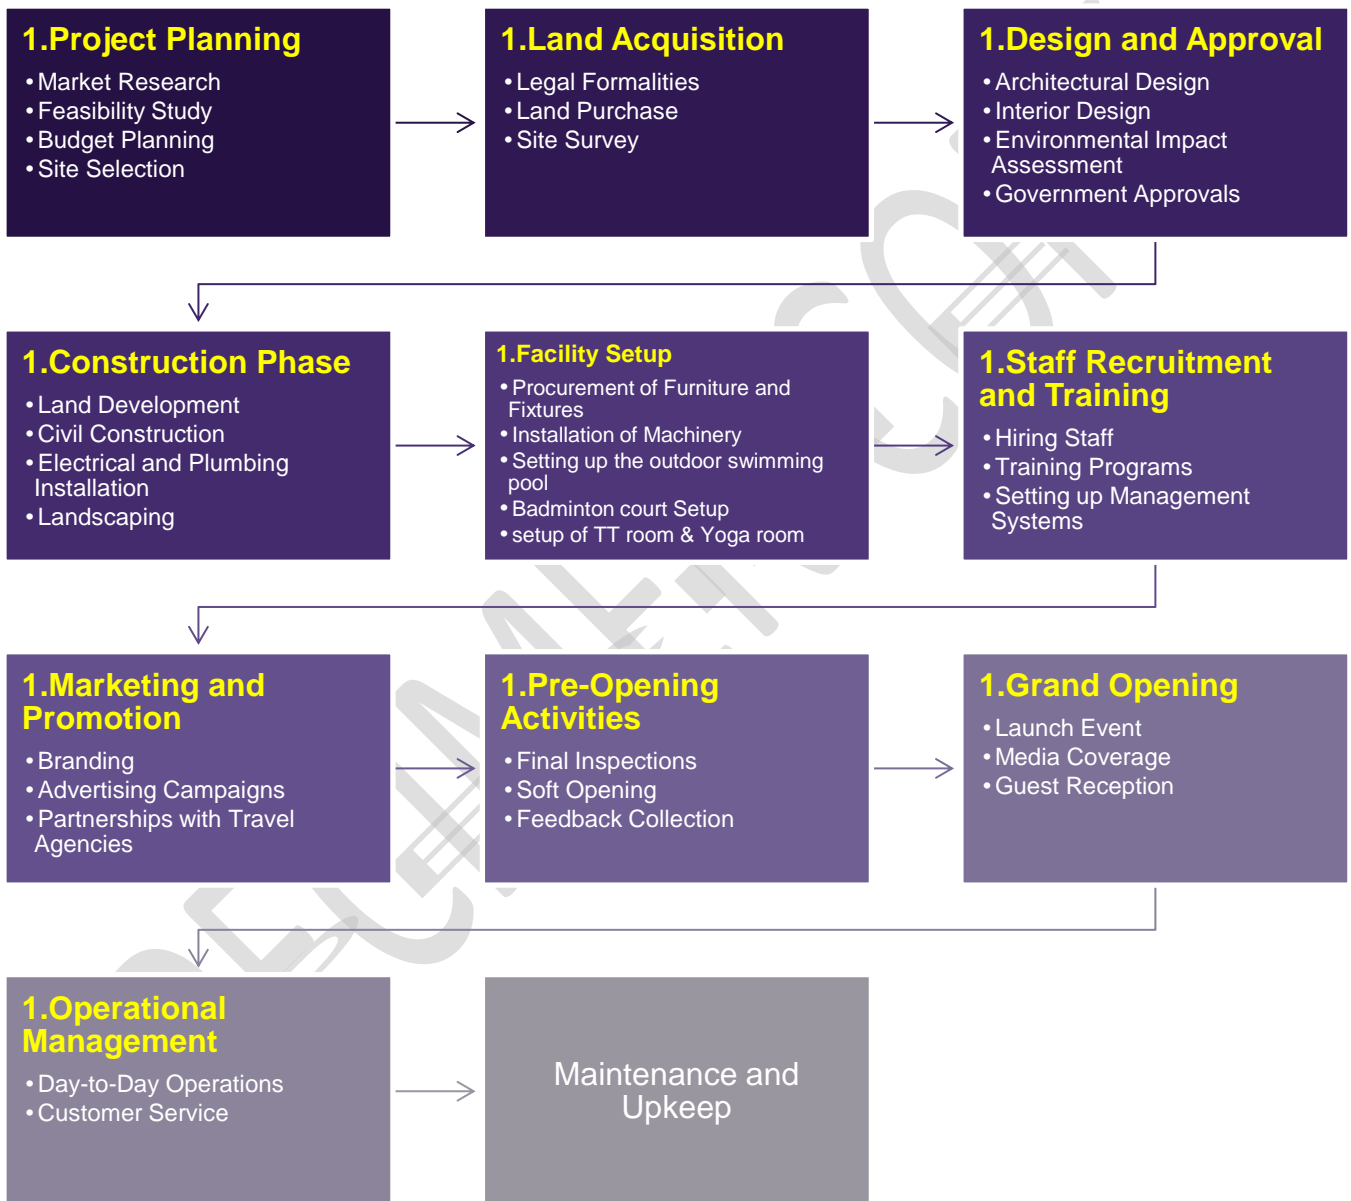 1.Project Planning
•Market Research
•Feasibility Study
•Budget Planning
•Site Selection
1.Land Acquisition
•Legal Formalities
•Land Purchase
•Site Survey
1.Design and Approval
•Architectural Design
•Interior Design
•Environmental Impact
Assessment
•Government Approvals
1.Construction Phase
•Land Development
•Civil Construction
•Electrical and Plumbing
Installation
•Landscaping
1.Facility Setup
•Procurement of Furniture and
Fixtures
•Installation of Machinery
•Setting up the outdoor swimming
pool
•Badminton court Setup
•setup of TT room & Yoga room
1.Staff Recruitment
and Training
•Hiring Staff
•Training Programs
•Setting up Management
Systems
1.Marketing and
Promotion
•Branding
•Advertising Campaigns
•Partnerships with Travel
Agencies
1.Pre-Opening
Activities
•Final Inspections
•Soft Opening
•Feedback Collection
1.Grand Opening
•Launch Event
•Media Coverage
•Guest Reception
1.Operational
Management
•Day-to-Day Operations
•Customer Service
Maintenance and
Upkeep